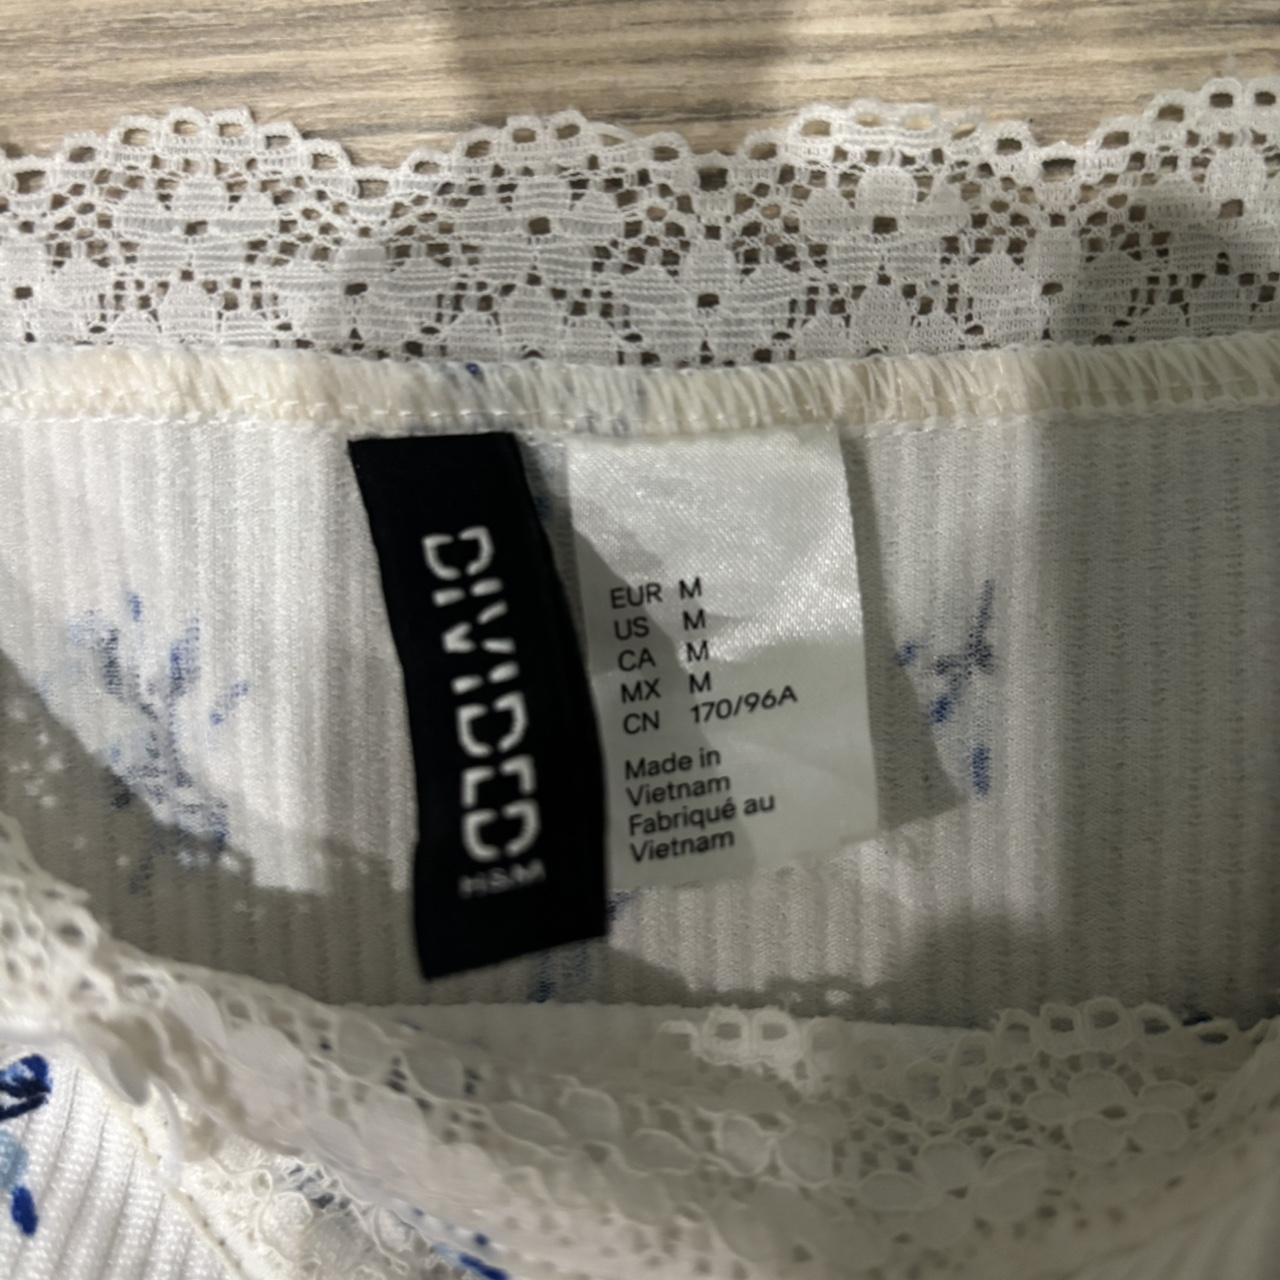 DIVIDED
H&M
EUR M
US M
CA M
MX M
CN 170/96A
Made in
Vietnam
Fabriqué au
Vietnam